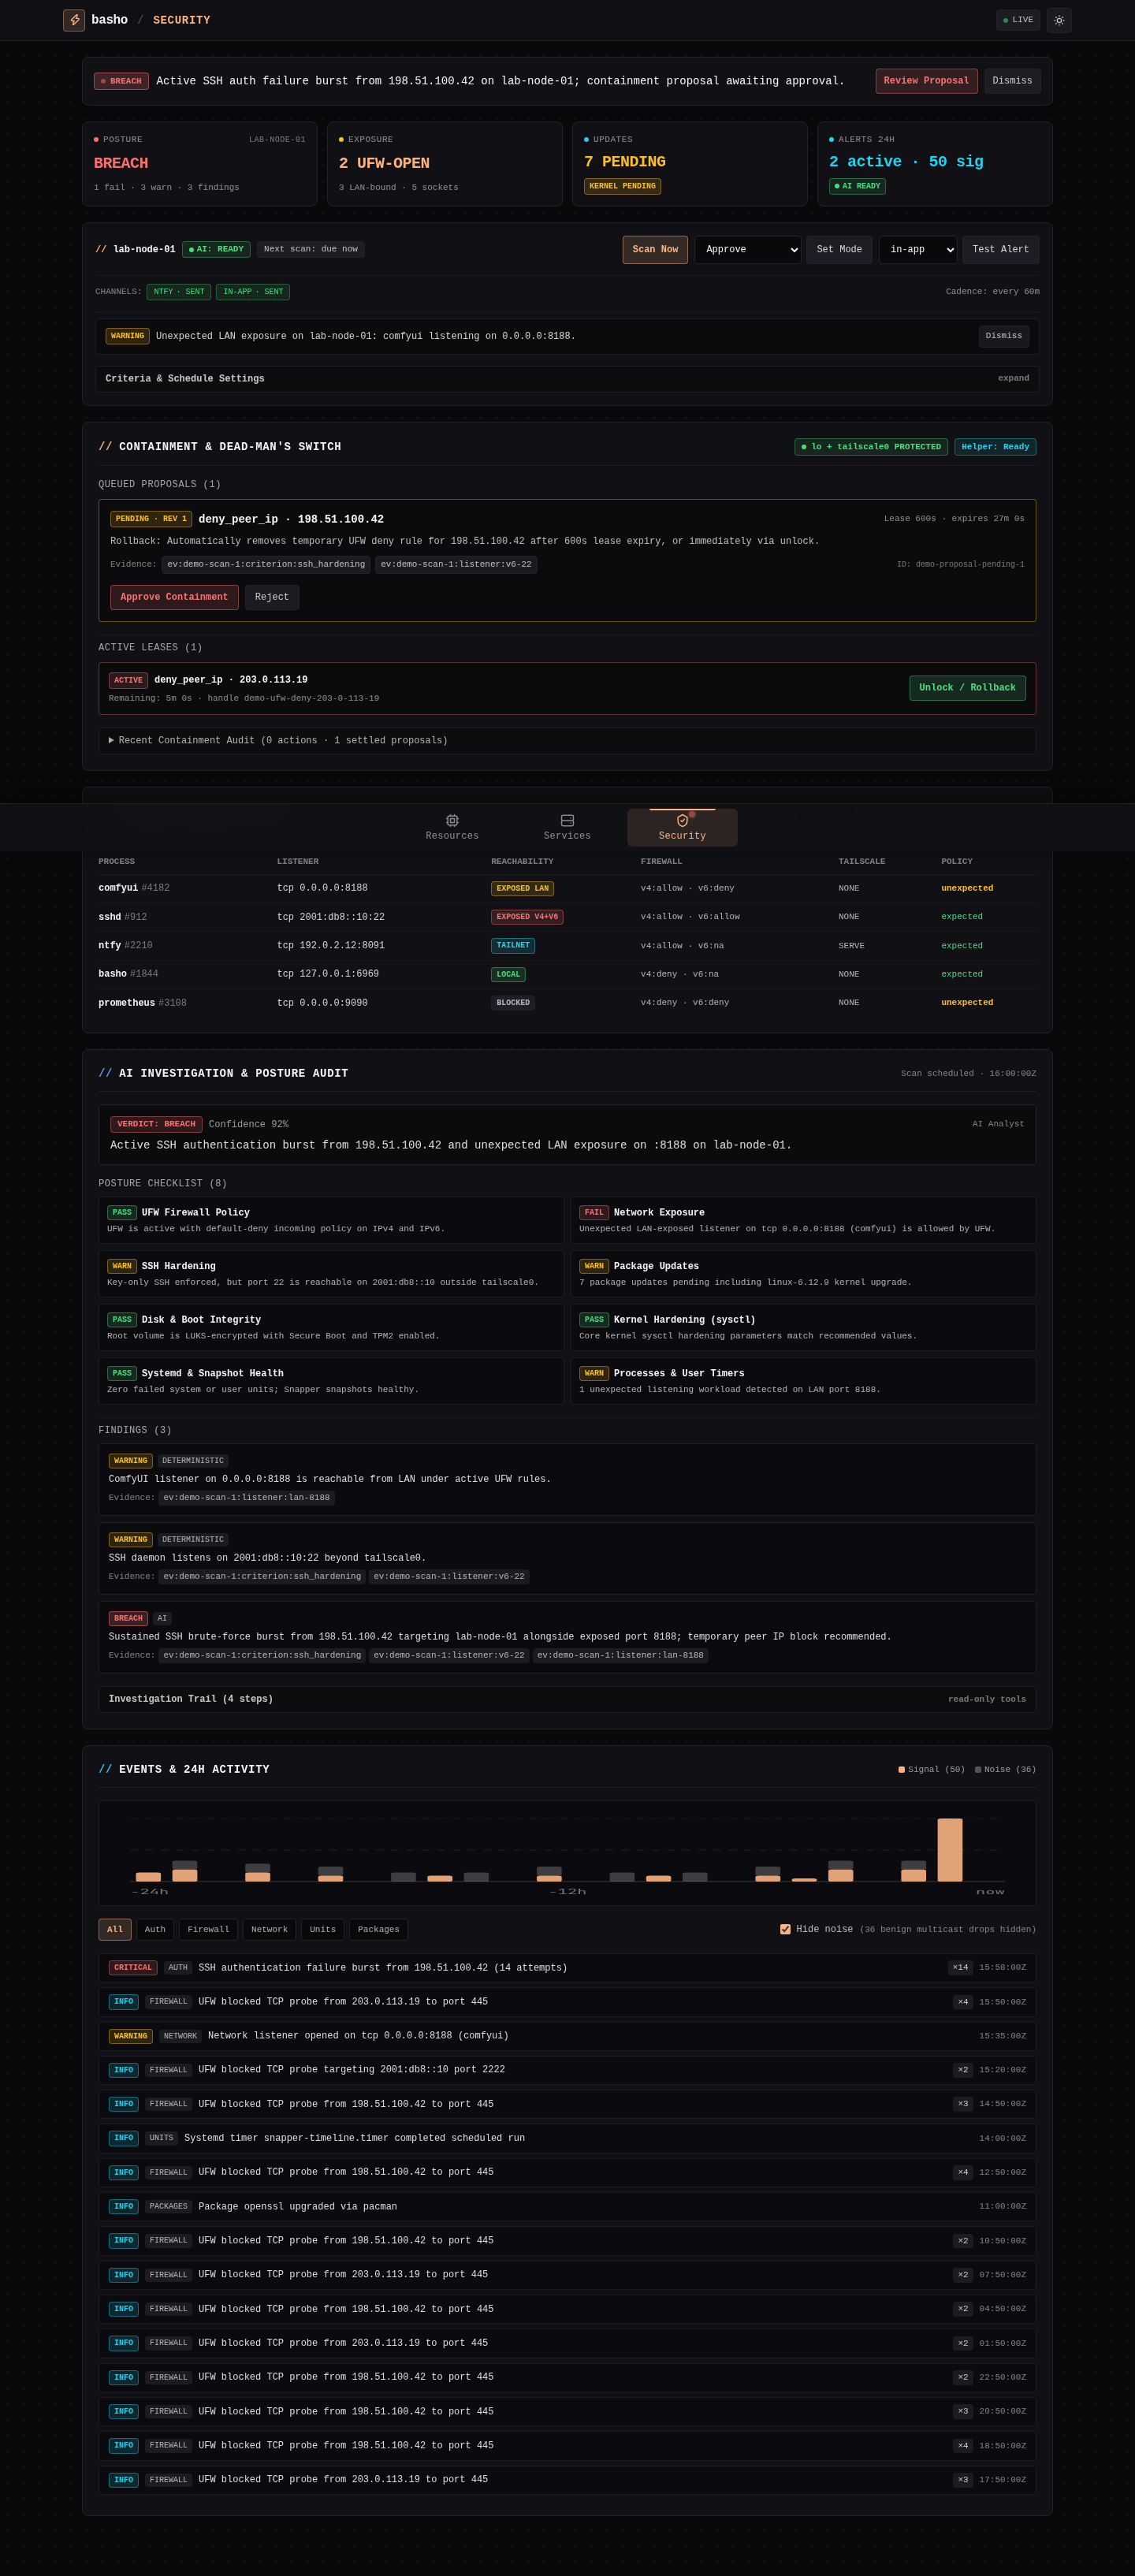 basho / SECURITY
LIVE
BREACH Active SSH auth failure burst from 198.51.100.42 on lab-node-01; containment proposal awaiting approval. Review Proposal Dismiss
POSTURE LAB-NODE-01
BREACH
1 fail · 3 warn · 3 findings
EXPOSURE
2 UFW-OPEN
3 LAN-bound · 5 sockets
UPDATES
7 PENDING
KERNEL PENDING
ALERTS 24H
2 active · 50 sig
AI READY
// lab-node-01 AI: READY Next scan: due now Scan Now Approve Set Mode in-app Test Alert
CHANNELS: NTFY · SENT IN-APP · SENT Cadence: every 60m
WARNING Unexpected LAN exposure on lab-node-01: comfyui listening on 0.0.0.0:8188. Dismiss
Criteria & Schedule Settings expand
// CONTAINMENT & DEAD-MAN'S SWITCH lo + tailscale0 PROTECTED Helper: Ready
QUEUED PROPOSALS (1)
PENDING · REV 1 deny_peer_ip · 198.51.100.42 Lease 600s · expires 27m 0s
Rollback: Automatically removes temporary UFW deny rule for 198.51.100.42 after 600s lease expiry, or immediately via unlock.
Evidence: ev:demo-scan-1:criterion:ssh_hardening ev:demo-scan-1:listener:v6-22 ID: demo-proposal-pending-1
Approve Containment Reject
ACTIVE LEASES (1)
ACTIVE deny_peer_ip · 203.0.113.19
Remaining: 5m 0s · handle demo-ufw-deny-203-0-113-19
Unlock / Rollback
Recent Containment Audit (0 actions · 1 settled proposals)
Resources Services Security
PROCESS LISTENER REACHABILITY FIREWALL TAILSCALE POLICY
comfyui #4182 tcp 0.0.0.0:8188 EXPOSED LAN v4:allow · v6:deny NONE unexpected
sshd #912 tcp 2001:db8::10:22 EXPOSED V4+V6 v4:allow · v6:allow NONE expected
ntfy #2210 tcp 192.0.2.12:8091 TAILNET v4:allow · v6:na SERVE expected
basho #1844 tcp 127.0.0.1:6969 LOCAL v4:deny · v6:na NONE expected
prometheus #3108 tcp 0.0.0.0:9090 BLOCKED v4:deny · v6:deny NONE unexpected
// AI INVESTIGATION & POSTURE AUDIT Scan scheduled · 16:00:00Z
VERDICT: BREACH Confidence 92% AI Analyst
Active SSH authentication burst from 198.51.100.42 and unexpected LAN exposure on :8188 on lab-node-01.
POSTURE CHECKLIST (8)
PASS UFW Firewall Policy
UFW is active with default-deny incoming policy on IPv4 and IPv6.
FAIL Network Exposure
Unexpected LAN-exposed listener on tcp 0.0.0.0:8188 (comfyui) is allowed by UFW.
WARN SSH Hardening
Key-only SSH enforced, but port 22 is reachable on 2001:db8::10 outside tailscale0.
WARN Package Updates
7 package updates pending including linux-6.12.9 kernel upgrade.
PASS Disk & Boot Integrity
Root volume is LUKS-encrypted with Secure Boot and TPM2 enabled.
PASS Kernel Hardening (sysctl)
Core kernel sysctl hardening parameters match recommended values.
PASS Systemd & Snapshot Health
Zero failed system or user units; Snapper snapshots healthy.
WARN Processes & User Timers
1 unexpected listening workload detected on LAN port 8188.
FINDINGS (3)
WARNING DETERMINISTIC
ComfyUI listener on 0.0.0.0:8188 is reachable from LAN under active UFW rules.
Evidence: ev:demo-scan-1:listener:lan-8188
WARNING DETERMINISTIC
SSH daemon listens on 2001:db8::10:22 beyond tailscale0.
Evidence: ev:demo-scan-1:criterion:ssh_hardening ev:demo-scan-1:listener:v6-22
BREACH AI
Sustained SSH brute-force burst from 198.51.100.42 targeting lab-node-01 alongside exposed port 8188; temporary peer IP block recommended.
Evidence: ev:demo-scan-1:criterion:ssh_hardening ev:demo-scan-1:listener:v6-22 ev:demo-scan-1:listener:lan-8188
Investigation Trail (4 steps) read-only tools
// EVENTS & 24H ACTIVITY Signal (50) Noise (36)
-24h -12h now
All Auth Firewall Network Units Packages Hide noise (36 benign multicast drops hidden)
CRITICAL AUTH SSH authentication failure burst from 198.51.100.42 (14 attempts) ×14 15:58:00Z
INFO FIREWALL UFW blocked TCP probe from 203.0.113.19 to port 445 ×4 15:50:00Z
WARNING NETWORK Network listener opened on tcp 0.0.0.0:8188 (comfyui) 15:35:00Z
INFO FIREWALL UFW blocked TCP probe targeting 2001:db8::10 port 2222 ×2 15:20:00Z
INFO FIREWALL UFW blocked TCP probe from 198.51.100.42 to port 445 ×3 14:50:00Z
INFO UNITS Systemd timer snapper-timeline.timer completed scheduled run 14:00:00Z
INFO FIREWALL UFW blocked TCP probe from 198.51.100.42 to port 445 ×4 12:50:00Z
INFO PACKAGES Package openssl upgraded via pacman 11:00:00Z
INFO FIREWALL UFW blocked TCP probe from 198.51.100.42 to port 445 ×2 10:50:00Z
INFO FIREWALL UFW blocked TCP probe from 203.0.113.19 to port 445 ×2 07:50:00Z
INFO FIREWALL UFW blocked TCP probe from 198.51.100.42 to port 445 ×2 04:50:00Z
INFO FIREWALL UFW blocked TCP probe from 203.0.113.19 to port 445 ×2 01:50:00Z
INFO FIREWALL UFW blocked TCP probe from 198.51.100.42 to port 445 ×2 22:50:00Z
INFO FIREWALL UFW blocked TCP probe from 198.51.100.42 to port 445 ×3 20:50:00Z
INFO FIREWALL UFW blocked TCP probe from 198.51.100.42 to port 445 ×4 18:50:00Z
INFO FIREWALL UFW blocked TCP probe from 203.0.113.19 to port 445 ×3 17:50:00Z